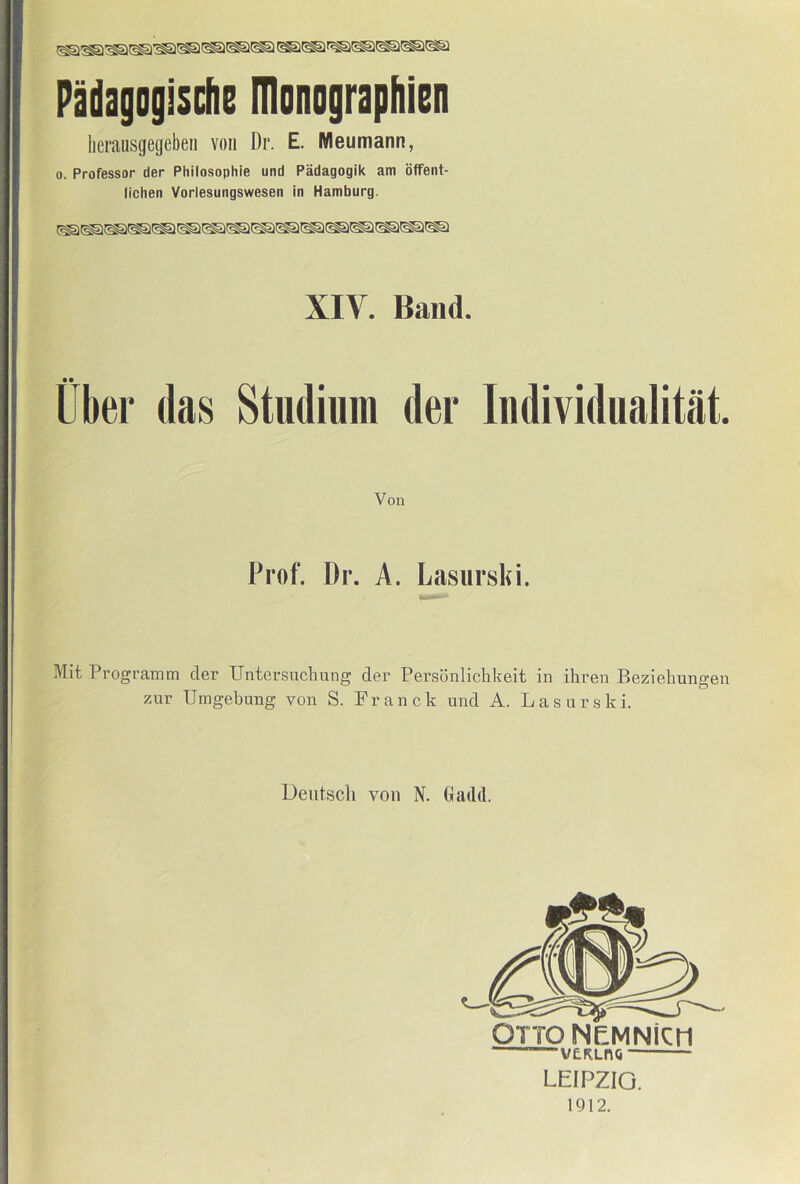 Pädagogische Monographien
herausgegeben von Dr. E. Meumann,
o. Professor der Philosophie und Pädagogik am öffent-
lichen Vorlesungswesen in Hamburg.
XIV. Band.
Über das Studium der Individualität.
Von
Prof. Dr. A. Lasurski.
Mit Programm der Untersuchung der Persönlichkeit in ihren Beziehungen
zur Umgebung von S. Franck und A. Lasurski.
Deutsch von N. Gadd.
ON
OTTO NEMNICH
VERLAG
LEIPZIG.
1912.